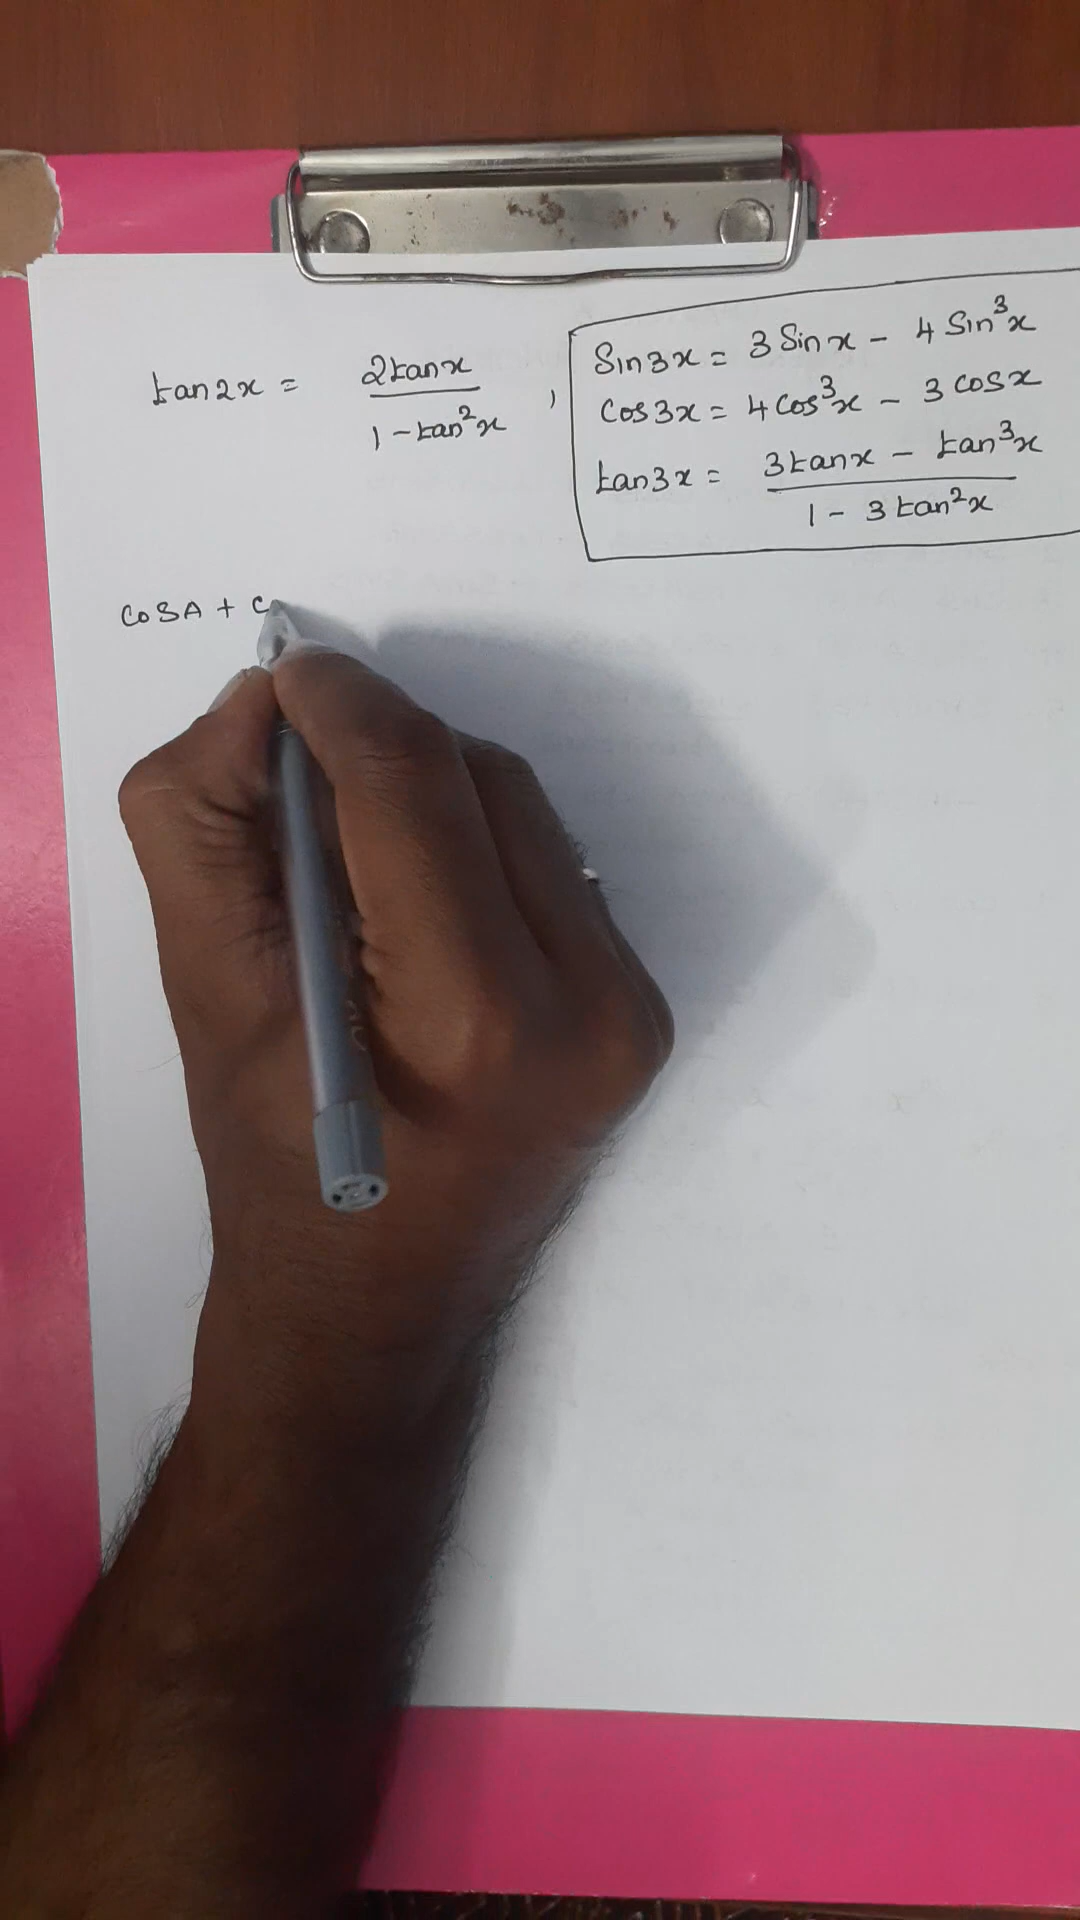 tan2x = 2tanx / 1 - tan²x ,
Sin3x = 3 Sinx - 4 Sin³x
Cos3x = 4 Cos³x - 3 cosx
tan3x = 3tanx - tan³x / 1 - 3 tan²x
CosA + c